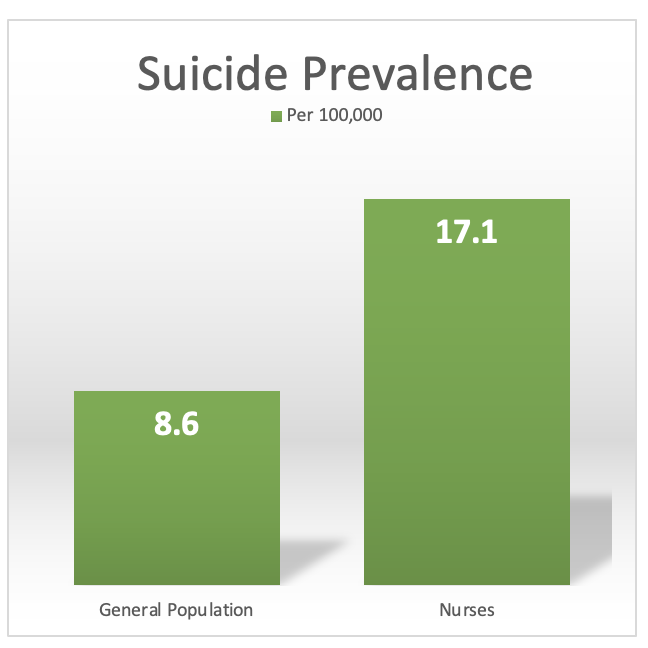 Suicide Prevalence
Per 100,000
17.1
8.6
General Population Nurses